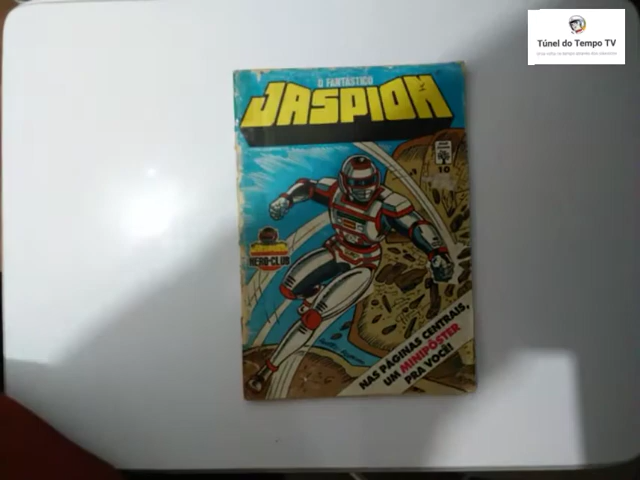 Túnel do Tempo TV
O FANTÁSTICO
JASPION
10
HERO-CLUB
NAS PÁGINAS CENTRAIS,
UM MINIPÔSTER
PRA VOCÊ!